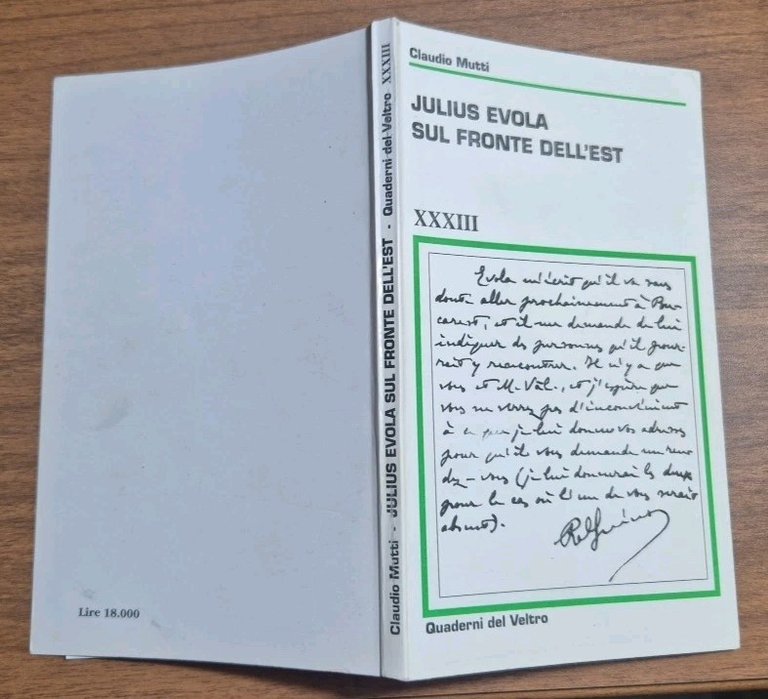 Claudio Mutti
JULIUS EVOLA
SUL FRONTE DELL'EST
XXXIII
Evola m'écrit qu'il va sans
doute aller prochainement à Bu-
carest, et il me demande de lui
indiquer des personnes qu'il pour-
rait y rencontrer. Il n'y a que
vous et M. Vâl., et j'espère que
vous ne verrez pas d'inconvénient
à ce que je lui donne vos adresses
pour qu'il vous demande un ren-
dez-vous (je lui donnerai les deux
pour le cas où l'un de vous serait
absent).
Quaderni del Veltro
Claudio Mutti - JULIUS EVOLA SUL FRONTE DELL'EST - Quaderni del Veltro XXXIII
Lire 18.000